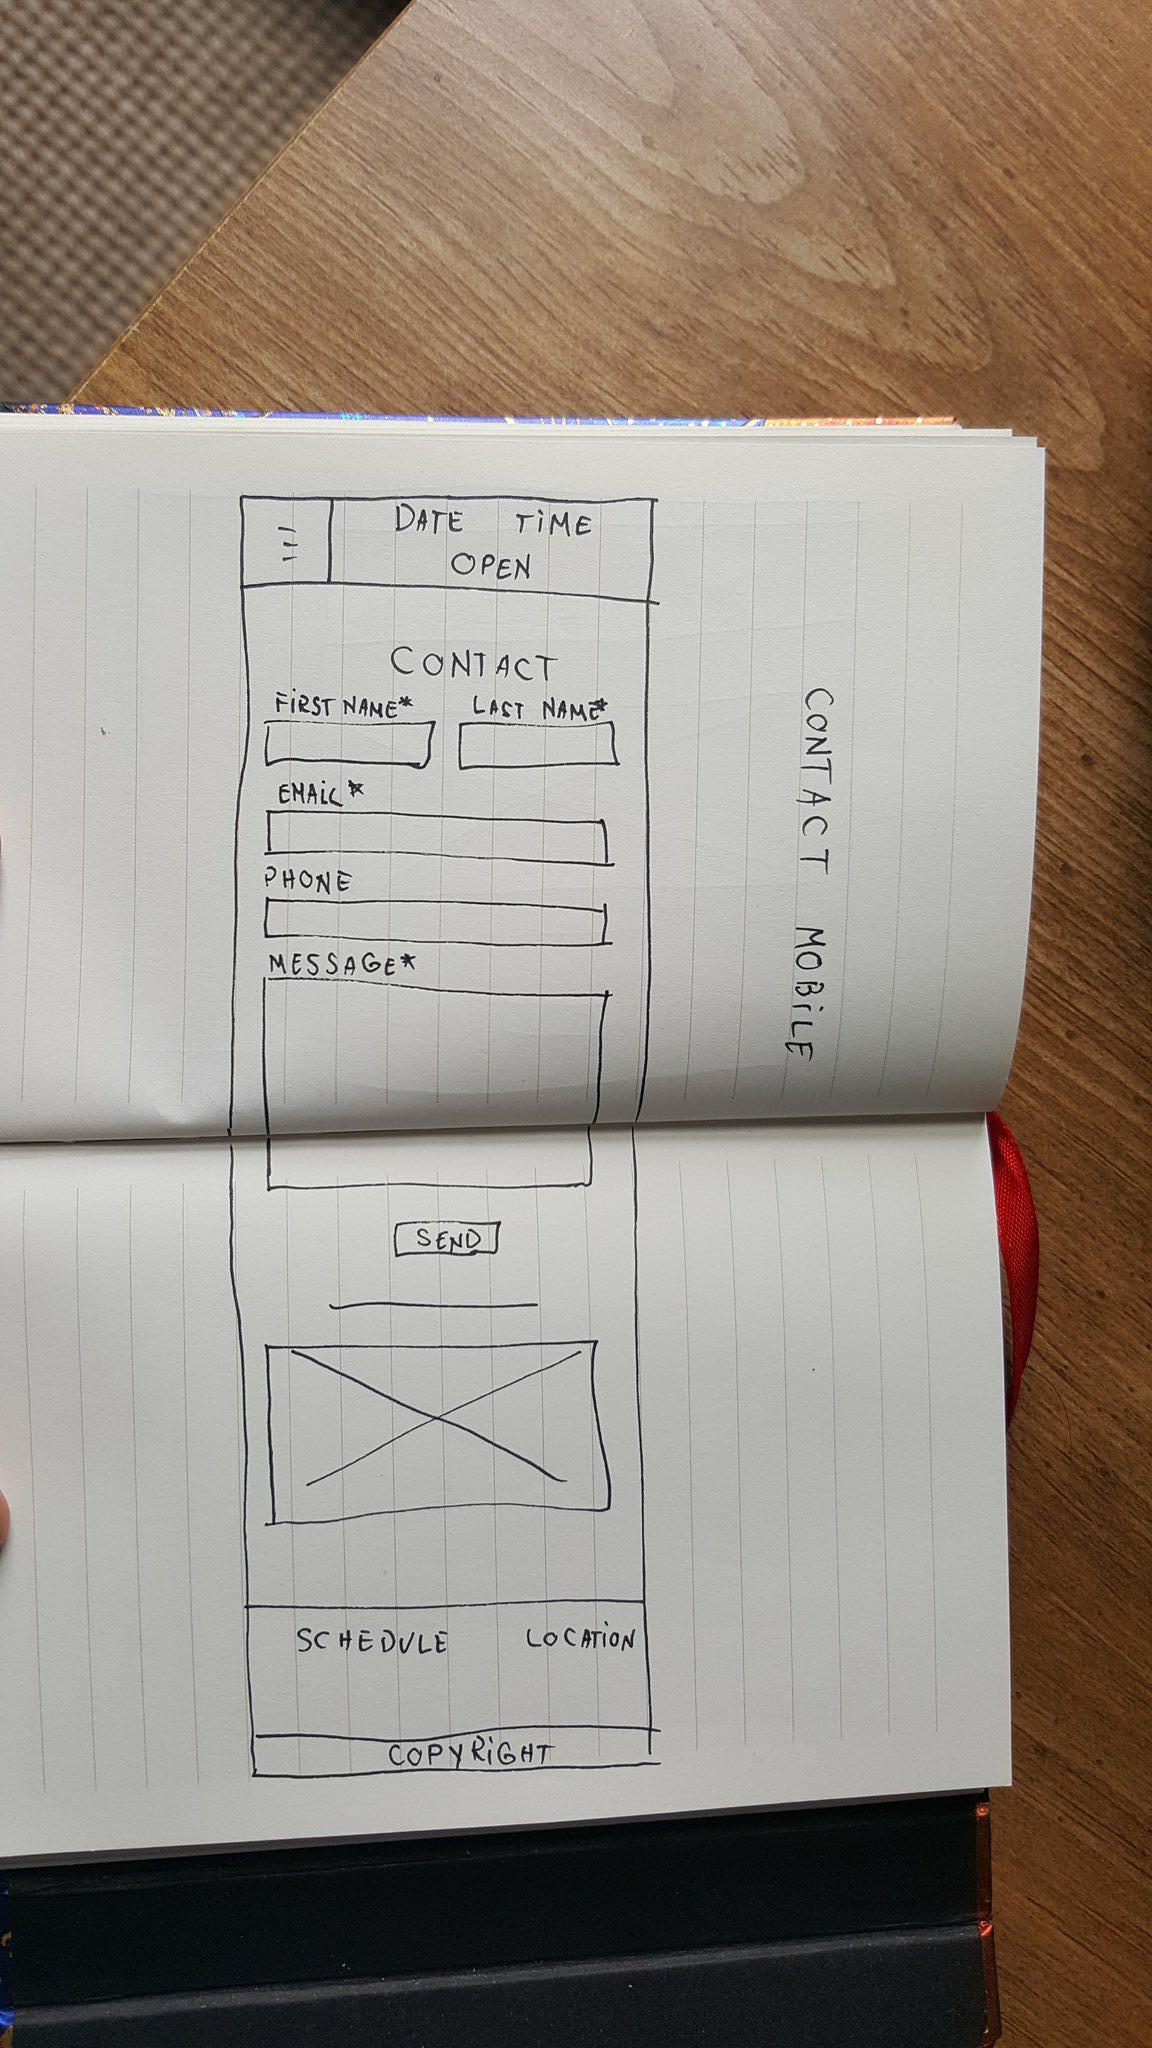 DATE TIME
OPEN
CONTACT
FIRST NAME* LAST NAME*
EMAIL*
PHONE
MESSAGE*
SEND
SCHEDULE LOCATION
COPYRIGHT
CONTACT MOBILE